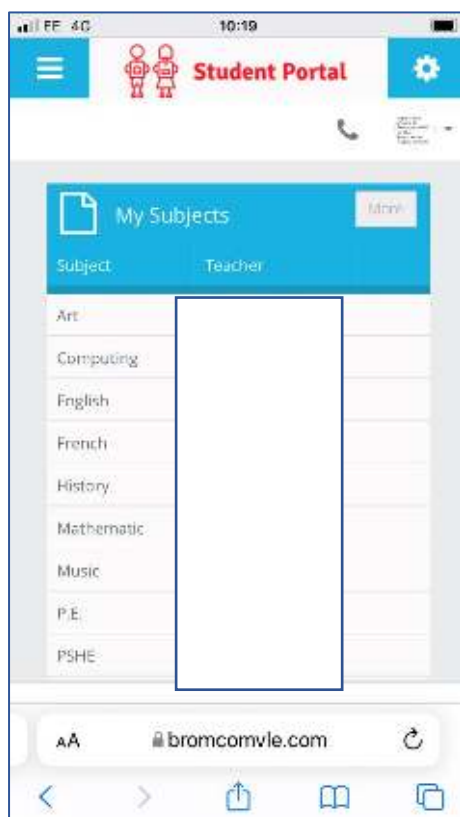 EE 4G 10:19
Student Portal
My Subjects More
Subject Teacher
Art
Computing
English
French
History
Mathematic
Music
P.E.
PSHE
AA bromcomvle.com